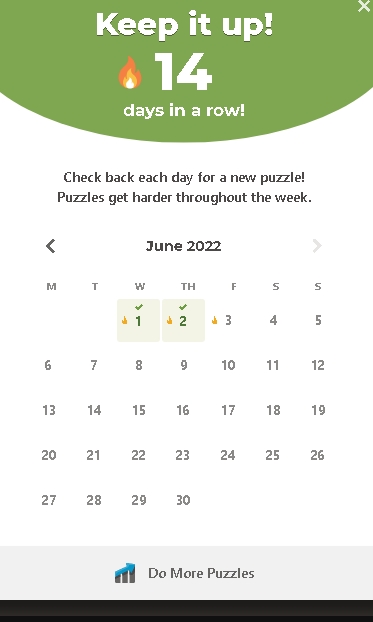 Keep it up!
14
days in a row!
Check back each day for a new puzzle!
Puzzles get harder throughout the week.
June 2022
M T W TH F S S
1 2 3 4 5
6 7 8 9 10 11 12
13 14 15 16 17 18 19
20 21 22 23 24 25 26
27 28 29 30
Do More Puzzles